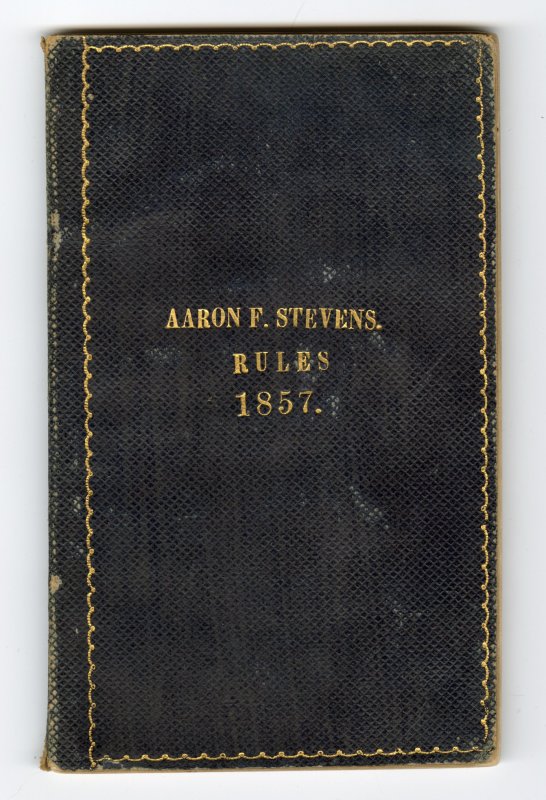 AARON F. STEVENS.
RULES
1857.